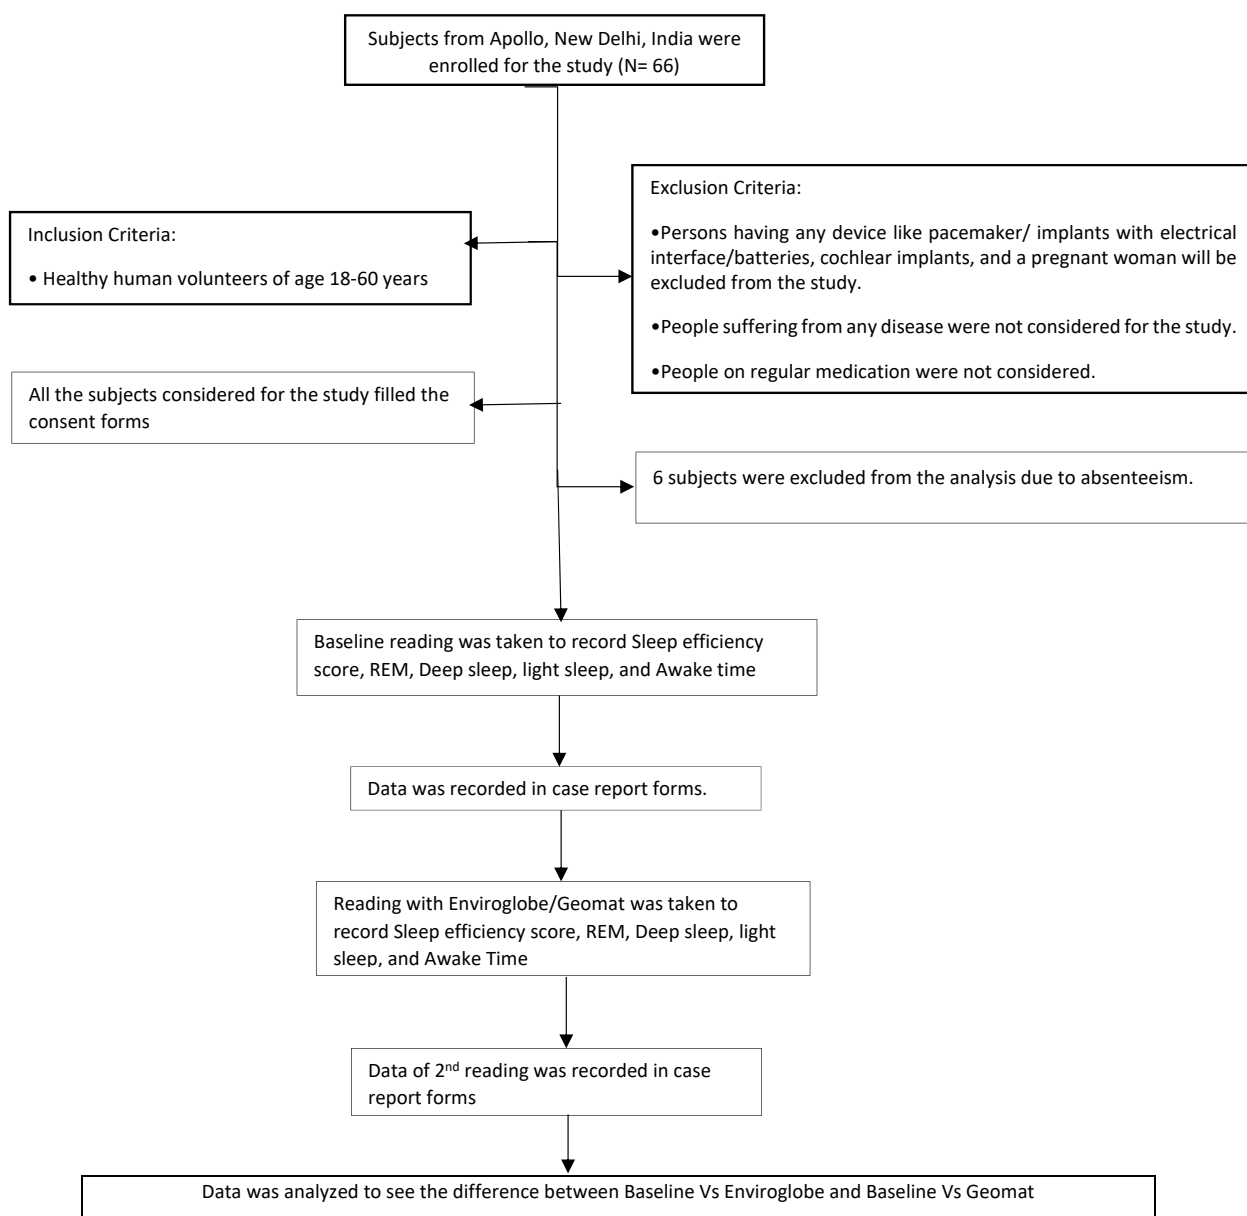 Subjects from Apollo, New Delhi, India were
enrolled for the study (N= 66)
Exclusion Criteria:
•Persons having any device like pacemaker/ implants with electrical
interface/batteries, cochlear implants, and a pregnant woman will be
excluded from the study.
•People suffering from any disease were not considered for the study.
•People on regular medication were not considered.
Inclusion Criteria:
• Healthy human volunteers of age 18-60 years
All the subjects considered for the study filled the
consent forms
6 subjects were excluded from the analysis due to absenteeism.
Baseline reading was taken to record Sleep efficiency
score, REM, Deep sleep, light sleep, and Awake time
Data was recorded in case report forms.
Reading with Enviroglobe/Geomat was taken to
record Sleep efficiency score, REM, Deep sleep, light
sleep, and Awake Time
Data of 2nd reading was recorded in case
report forms
Data was analyzed to see the difference between Baseline Vs Enviroglobe and Baseline Vs Geomat